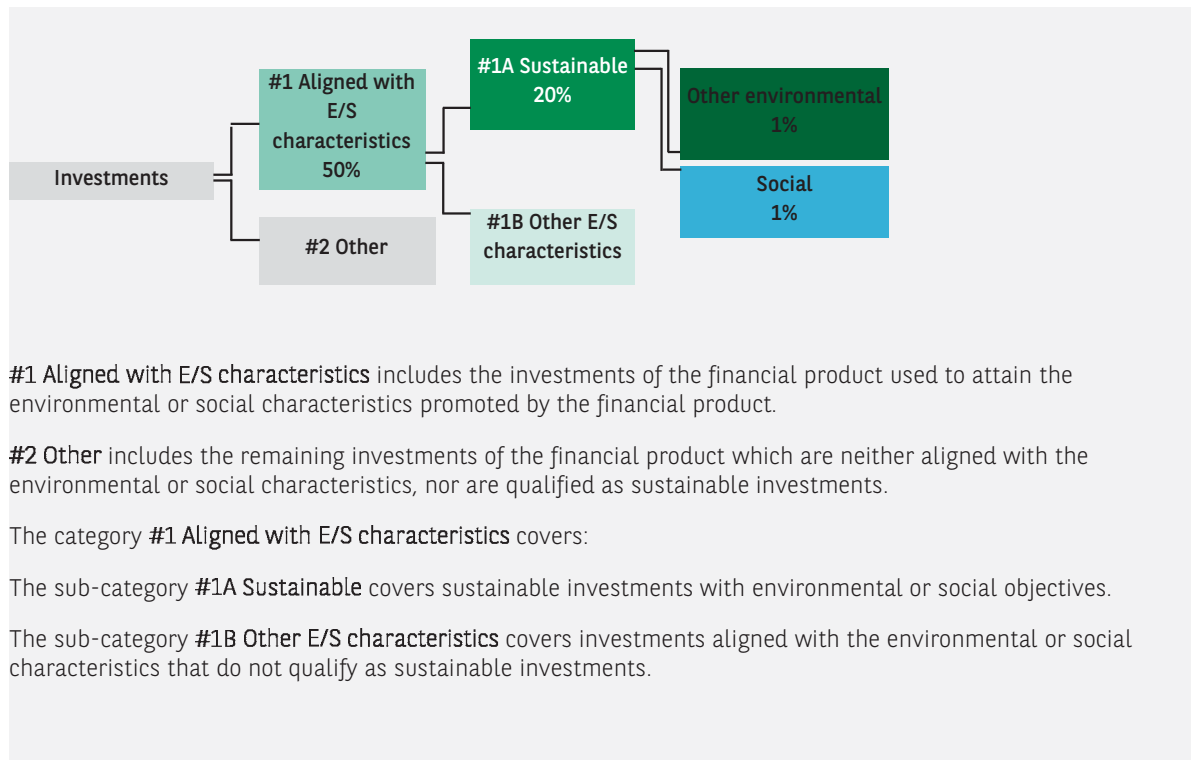 #1A Sustainable
20%
#1 Aligned with
E/S
characteristics
50%
Other environmental
1%
Investments
Social
1%
#1B Other E/S
characteristics
#2 Other
#1 Aligned with E/S characteristics includes the investments of the financial product used to attain the
environmental or social characteristics promoted by the financial product.
#2 Other includes the remaining investments of the financial product which are neither aligned with the
environmental or social characteristics, nor are qualified as sustainable investments.
The category #1 Aligned with E/S characteristics covers:
The sub-category #1A Sustainable covers sustainable investments with environmental or social objectives.
The sub-category #1B Other E/S characteristics covers investments aligned with the environmental or social
characteristics that do not qualify as sustainable investments.